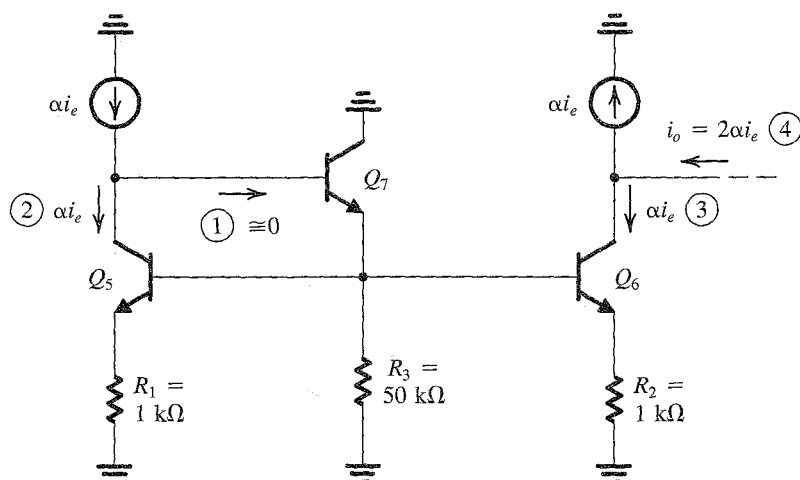 αi_e
αi_e
i_o = 2αi_e ④
Q_7
② αi_e
① ≅0
αi_e ③
Q_5
Q_6
R_1 =
1 kΩ
R_3 =
50 kΩ
R_2 =
1 kΩ